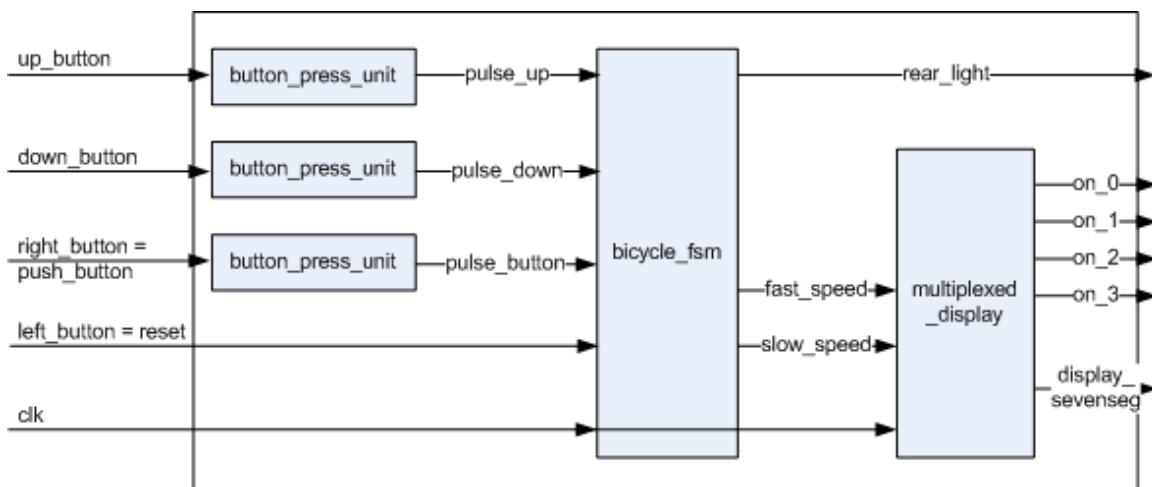 up_button
button_press_unit
pulse_up
rear_light
down_button
button_press_unit
pulse_down
on_0
on_1
right_button =
push_button
button_press_unit
pulse_button
bicycle_fsm
on_2
fast_speed
multiplexed
_display
on_3
left_button = reset
slow_speed
display_
sevenseg
clk